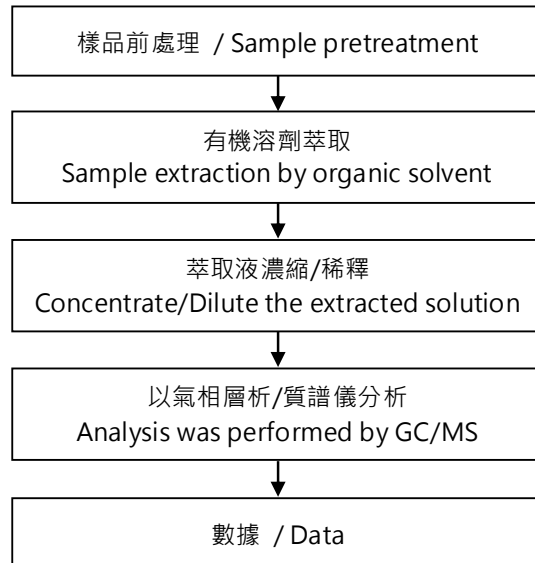 樣品前處理 / Sample pretreatment
有機溶劑萃取
Sample extraction by organic solvent
萃取液濃縮/稀釋
Concentrate/Dilute the extracted solution
以氣相層析/質譜儀分析
Analysis was performed by GC/MS
數據 / Data